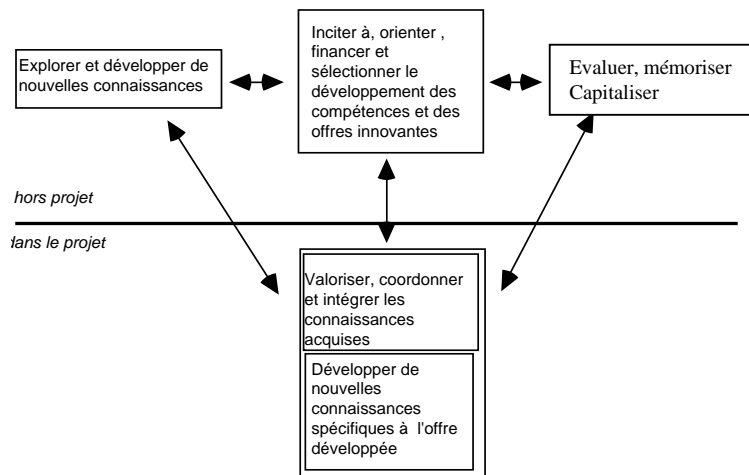 Explorer et développer de
nouvelles connaissances
Inciter à, orienter ,
financer et
sélectionner le
développement des
compétences et des
offres innovantes
Evaluer, mémoriser
Capitaliser
hors projet
dans le projet
Valoriser, coordonner
et intégrer les
connaissances
acquises
Développer de
nouvelles
connaissances
spécifiques à l'offre
développée